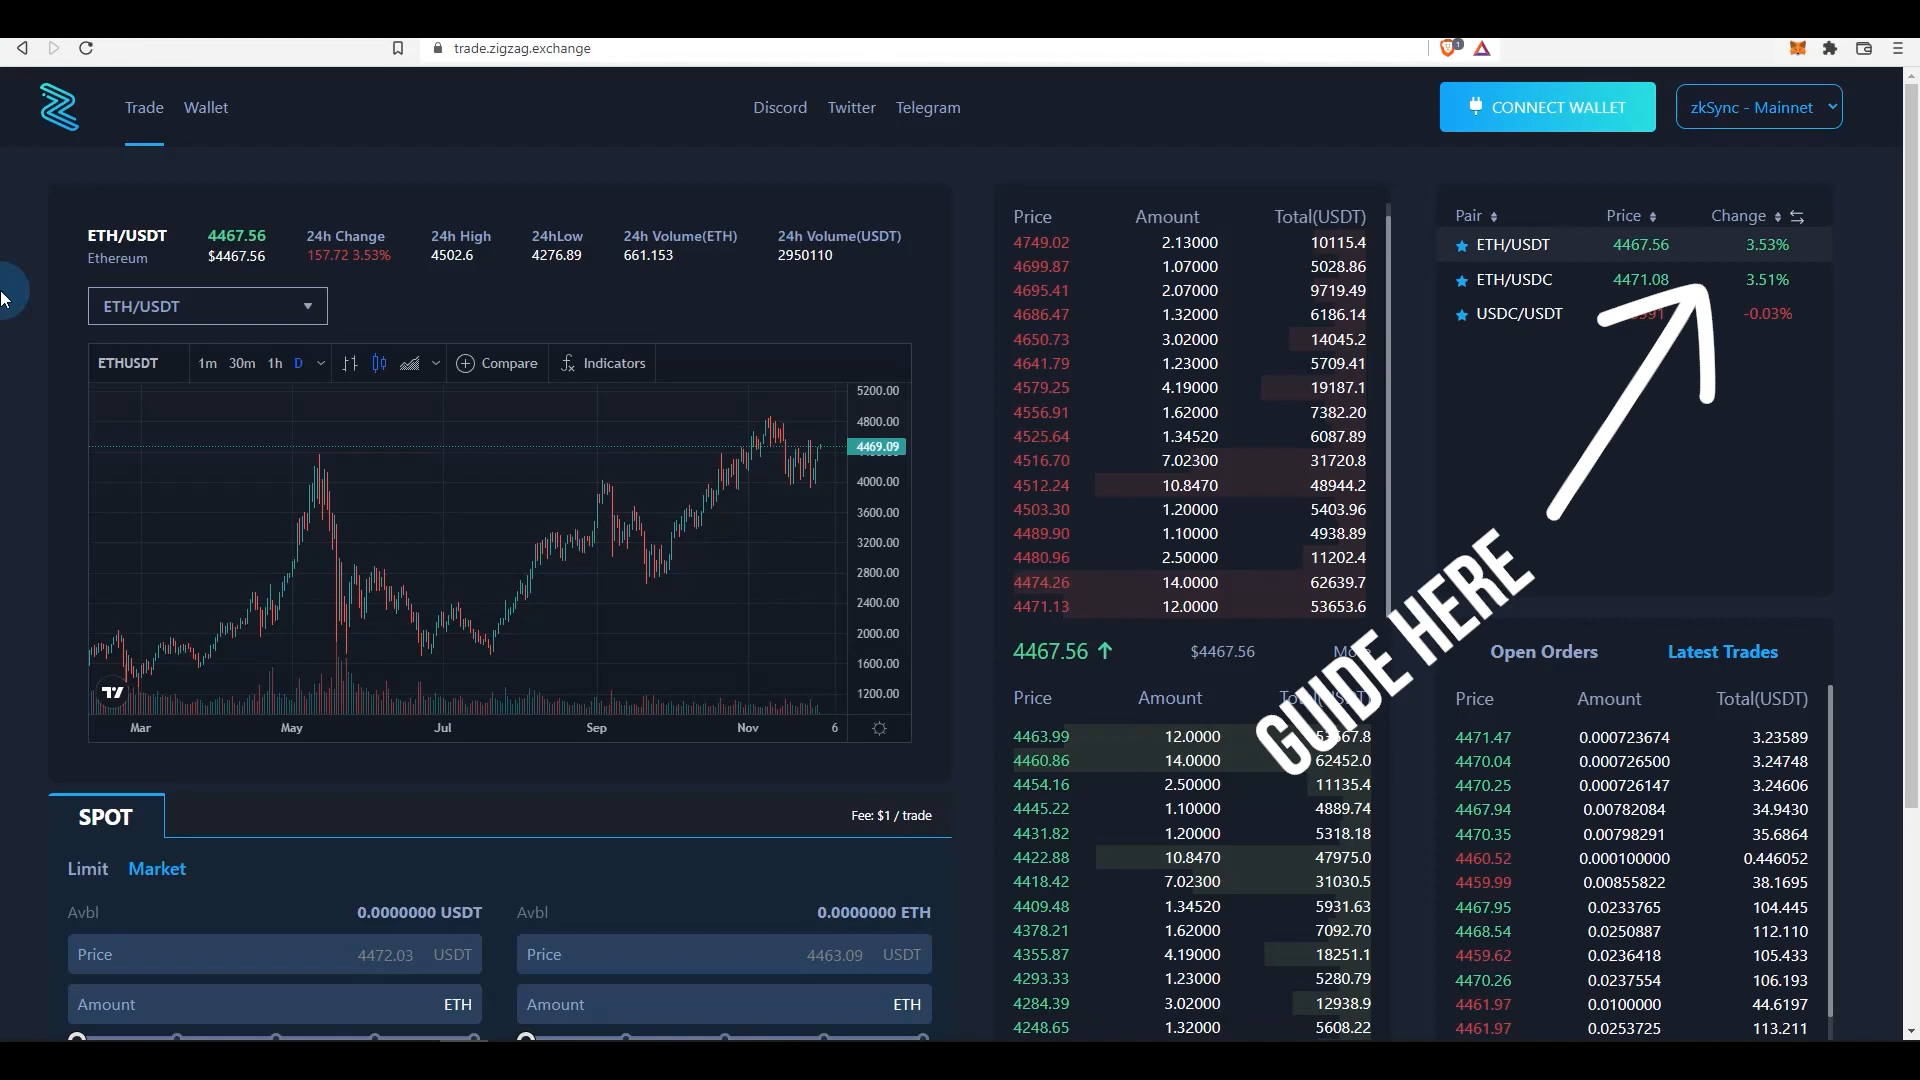 trade.zigzag.exchange
1
Trade Wallet
Discord Twitter Telegram
CONNECT WALLET
zkSync - Mainnet
ETH/USDT 4467.56 24h Change 24h High 24hLow 24h Volume(ETH) 24h Volume(USDT)
Ethereum $4467.56 157.72 3.53% 4502.6 4276.89 661.153 2950110
ETH/USDT
ETHUSDT 1m 30m 1h D Compare Indicators
5200.00
4800.00
4469.09
4000.00
3600.00
3200.00
2800.00
2400.00
2000.00
1600.00
1200.00
Mar May Jul Sep Nov 6
SPOT
Fee: $1 / trade
Limit Market
Avbl 0.0000000 USDT
Price 4472.03 USDT
Amount ETH
Avbl 0.0000000 ETH
Price 4463.09 USDT
Amount ETH
Price Amount Total(USDT)
4749.02 2.13000 10115.4
4699.87 1.07000 5028.86
4695.41 2.07000 9719.49
4686.47 1.32000 6186.14
4650.73 3.02000 14045.2
4641.79 1.23000 5709.41
4579.25 4.19000 19187.1
4556.91 1.62000 7382.20
4525.64 1.34520 6087.89
4516.70 7.02300 31720.8
4512.24 10.8470 48944.2
4503.30 1.20000 5403.96
4489.90 1.10000 4938.89
4480.96 2.50000 11202.4
4474.26 14.0000 62639.7
4471.13 12.0000 53653.6
4467.56 $4467.56
Price Amount
4463.99 12.0000
4460.86 14.0000 62452.0
4454.16 2.50000 11135.4
4445.22 1.10000 4889.74
4431.82 1.20000 5318.18
4422.88 10.8470 47975.0
4418.42 7.02300 31030.5
4409.48 1.34520 5931.63
4378.21 1.62000 7092.70
4355.87 4.19000 18251.1
4293.33 1.23000 5280.79
4284.39 3.02000 12938.9
4248.65 1.32000 5608.22
GUIDE HERE
Pair Price Change
ETH/USDT 4467.56 3.53%
ETH/USDC 4471.08 3.51%
USDC/USDT -0.03%
Open Orders Latest Trades
Price Amount Total(USDT)
4471.47 0.000723674 3.23589
4470.04 0.000726500 3.24748
4470.25 0.000726147 3.24606
4467.94 0.00782084 34.9430
4470.35 0.00798291 35.6864
4460.52 0.000100000 0.446052
4459.99 0.00855822 38.1695
4467.95 0.0233765 104.445
4468.54 0.0250887 112.110
4459.62 0.0236418 105.433
4470.26 0.0237554 106.193
4461.97 0.0100000 44.6197
4461.97 0.0253725 113.211